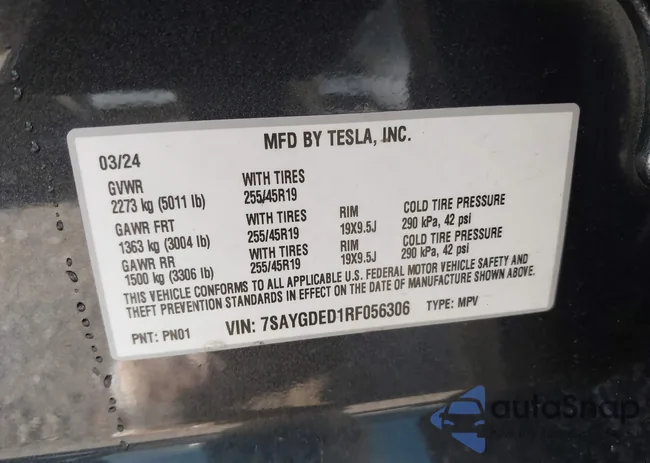 MFD BY TESLA, INC.
03/24
GVWR WITH TIRES
2273 kg (5011 lb) 255/45R19
GAWR FRT WITH TIRES RIM COLD TIRE PRESSURE
1363 kg (3004 lb) 255/45R19 19X9.5J 290 kPa, 42 psi
GAWR RR WITH TIRES RIM COLD TIRE PRESSURE
1500 kg (3306 lb) 255/45R19 19X9.5J 290 kPa, 42 psi
THIS VEHICLE CONFORMS TO ALL APPLICABLE U.S. FEDERAL MOTOR VEHICLE SAFETY AND
THEFT PREVENTION STANDARDS IN EFFECT ON THE DATE OF MANUFACTURE SHOWN ABOVE.
PNT: PN01 VIN: 7SAYGDED1RF056306 TYPE: MPV
autoSnap